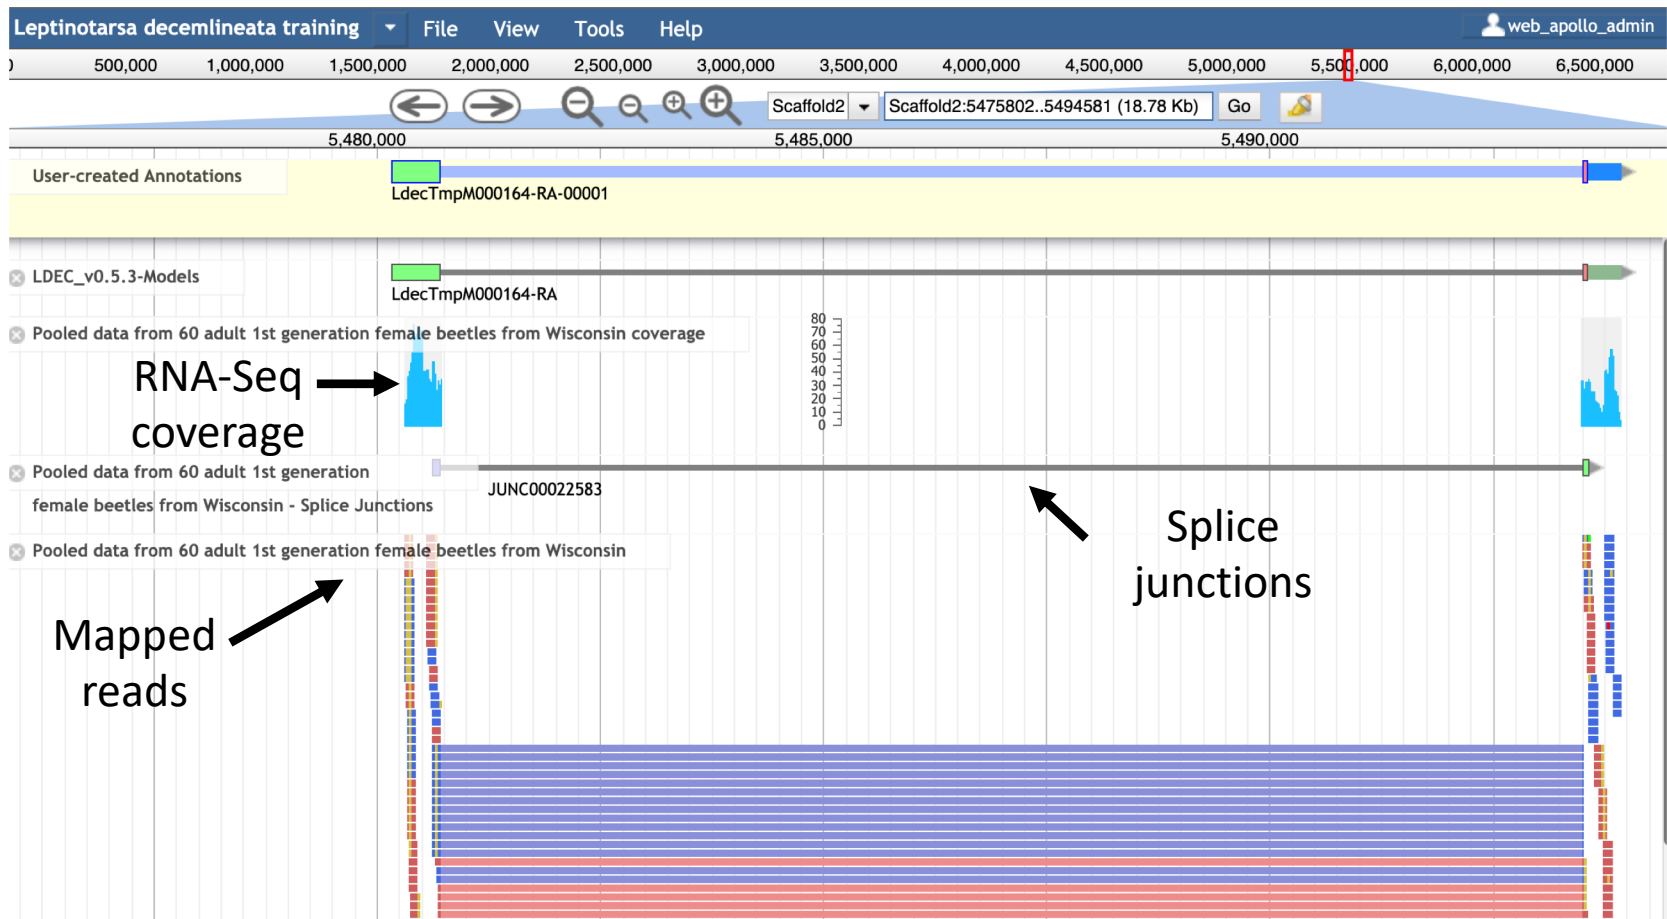 Leptinotarsa decemlineata training File View Tools Help web_apollo_admin
500,000 1,000,000 1,500,000 2,000,000 2,500,000 3,000,000 3,500,000 4,000,000 4,500,000 5,000,000 5,500,000 6,000,000 6,500,000
Scaffold2 Scaffold2:5475802..5494581 (18.78 Kb) Go
5,480,000 5,485,000 5,490,000
User-created Annotations
LdecTmpM000164-RA-00001
LDEC_v0.5.3-Models
LdecTmpM000164-RA
Pooled data from 60 adult 1st generation female beetles from Wisconsin coverage
80
70
60
50
40
30
20
10
0
RNA-Seq
coverage
Pooled data from 60 adult 1st generation
female beetles from Wisconsin - Splice Junctions
JUNC00022583
Splice
junctions
Pooled data from 60 adult 1st generation female beetles from Wisconsin
Mapped
reads